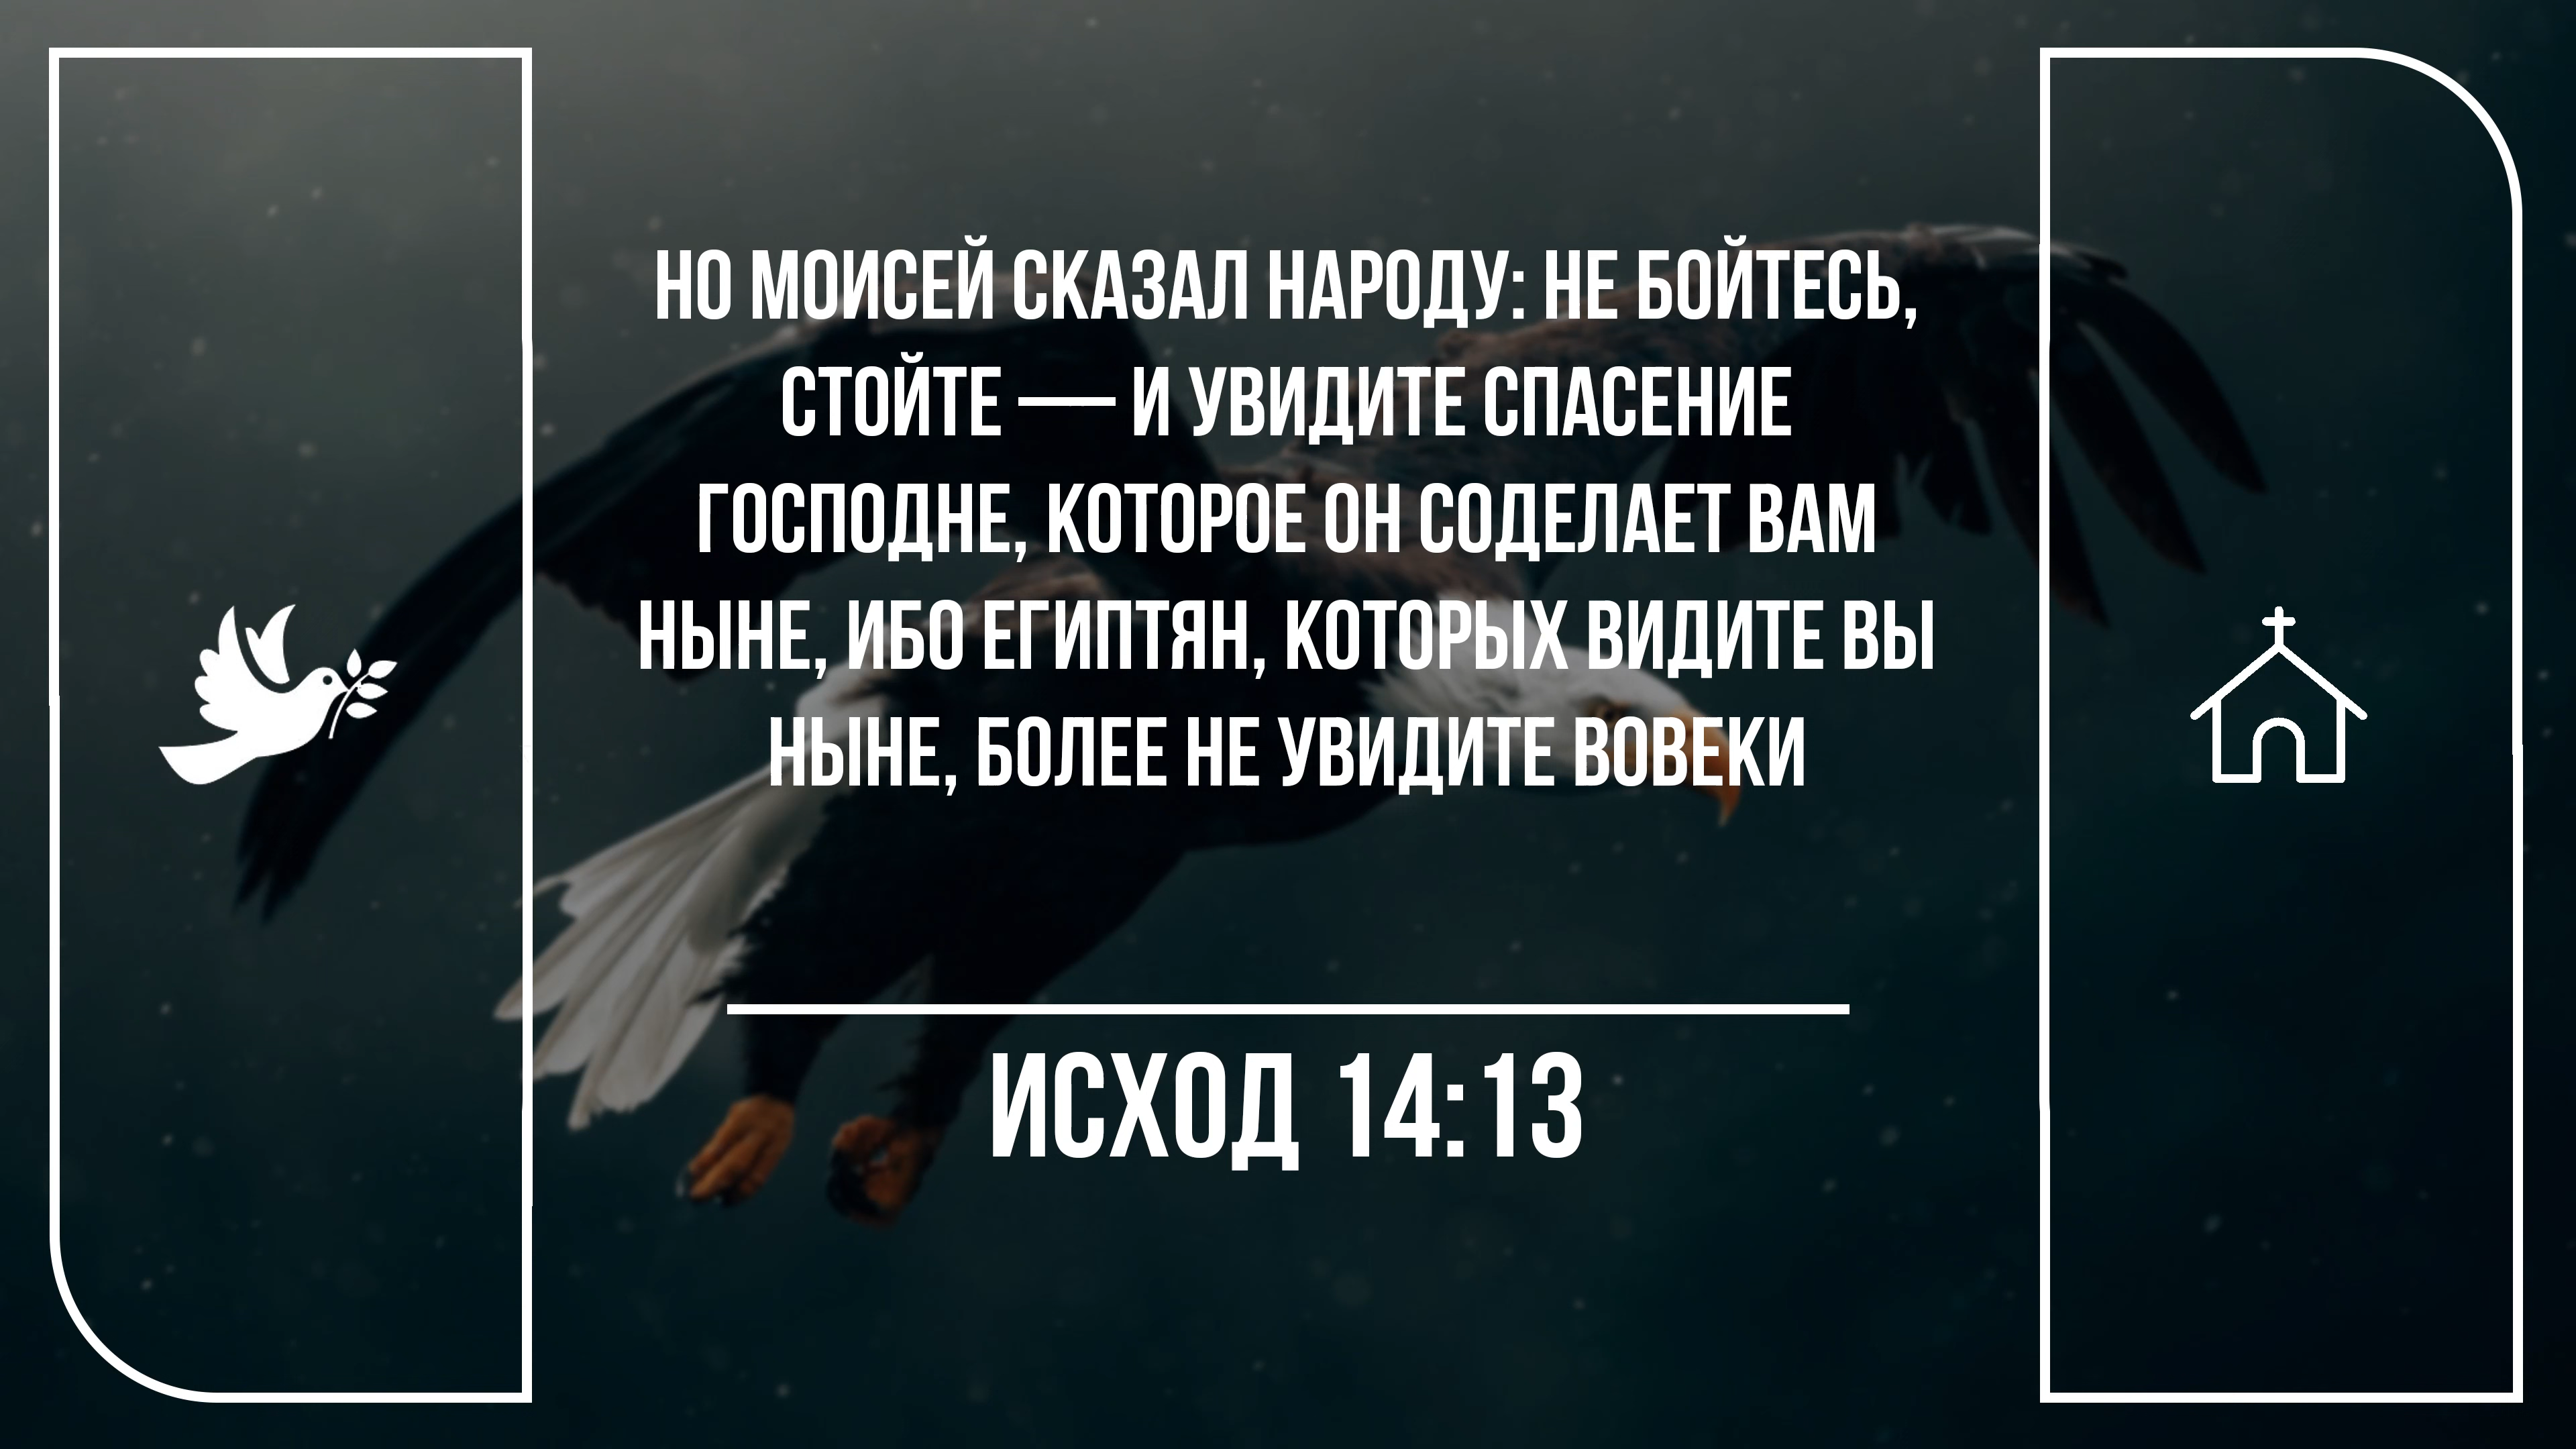 НО МОИСЕЙ СКАЗАЛ НАРОДУ: НЕ БОЙТЕСЬ,
СТОЙТЕ — И УВИДИТЕ СПАСЕНИЕ
ГОСПОДНЕ, КОТОРОЕ ОН СОДЕЛАЕТ ВАМ
НЫНЕ, ИБО ЕГИПТЯН, КОТОРЫХ ВИДИТЕ ВЫ
НЫНЕ, БОЛЕЕ НЕ УВИДИТЕ ВОВЕКИ
ИСХОД 14:13